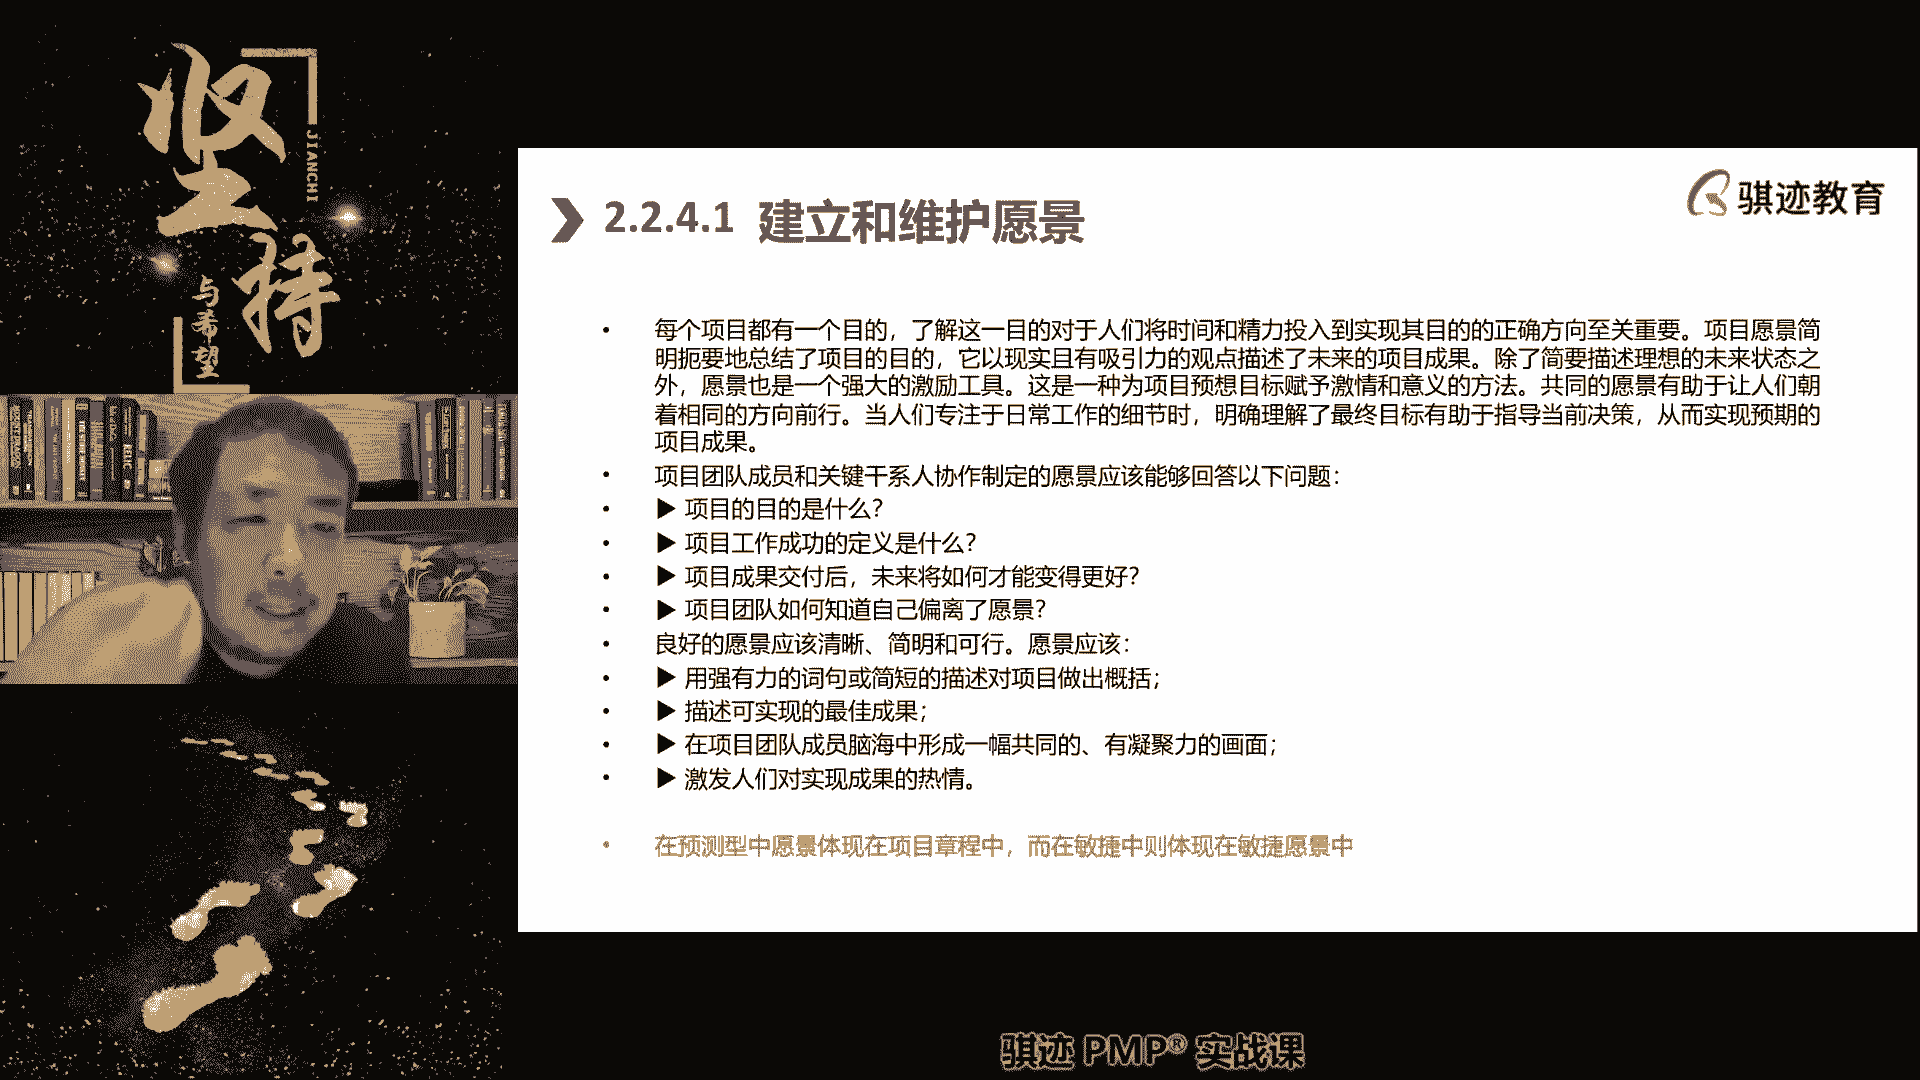 坚持
JIANCHI
与希望
骐迹教育
2.2.4.1 建立和维护愿景
• 每个项目都有一个目的，了解这一目的对于人们将时间和精力投入到实现其目的的正确方向至关重要。项目愿景简
明扼要地总结了项目的目的，它以现实且有吸引力的观点描述了未来的项目成果。除了简要描述理想的未来状态之
外，愿景也是一个强大的激励工具。这是一种为项目预想目标赋予激情和意义的方法。共同的愿景有助于让人们朝
着相同的方向前行。当人们专注于日常工作的细节时，明确理解了最终目标有助于指导当前决策，从而实现预期的
项目成果。
• 项目团队成员和关键干系人协作制定的愿景应该能够回答以下问题：
• ▶ 项目的目的是什么？
• ▶ 项目工作成功的定义是什么？
• ▶ 项目成果交付后，未来将如何才能变得更好？
• ▶ 项目团队如何知道自己偏离了愿景？
• 良好的愿景应该清晰、简明和可行。愿景应该：
• ▶ 用强有力的词句或简短的描述对项目做出概括；
• ▶ 描述可实现的最佳成果；
• ▶ 在项目团队成员脑海中形成一幅共同的、有凝聚力的画面；
• ▶ 激发人们对实现成果的热情。
• 在预测型中愿景体现在项目章程中，而在敏捷中则体现在敏捷愿景中
骐迹 PMP® 实战课